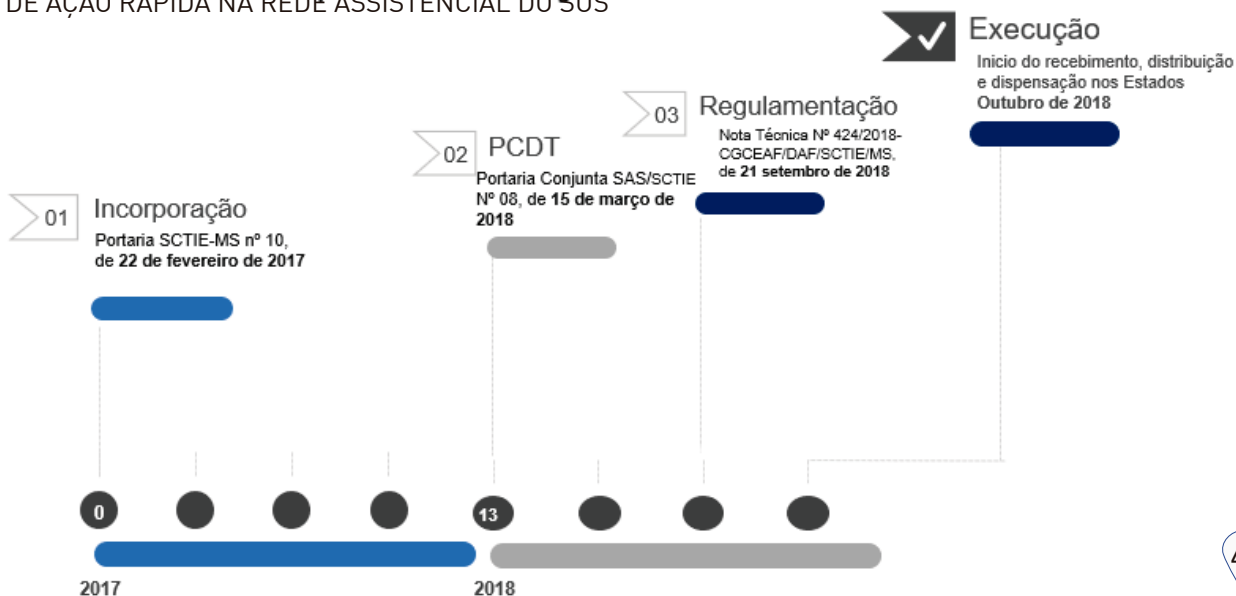 DE AÇÃO RÁPIDA NA REDE ASSISTENCIAL DO SUS
Execução
Inicio do recebimento, distribuição
e dispensação nos Estados
Outubro de 2018
03
Regulamentação
Nota Técnica Nº 424/2018-
CGCEAF/DAF/SCTIE/MS,
de 21 setembro de 2018
02
PCDT
Portaria Conjunta SAS/SCTIE
Nº 08, de 15 de março de
2018
01
Incorporação
Portaria SCTIE-MS nº 10,
de 22 de fevereiro de 2017
0
13
2017
2018